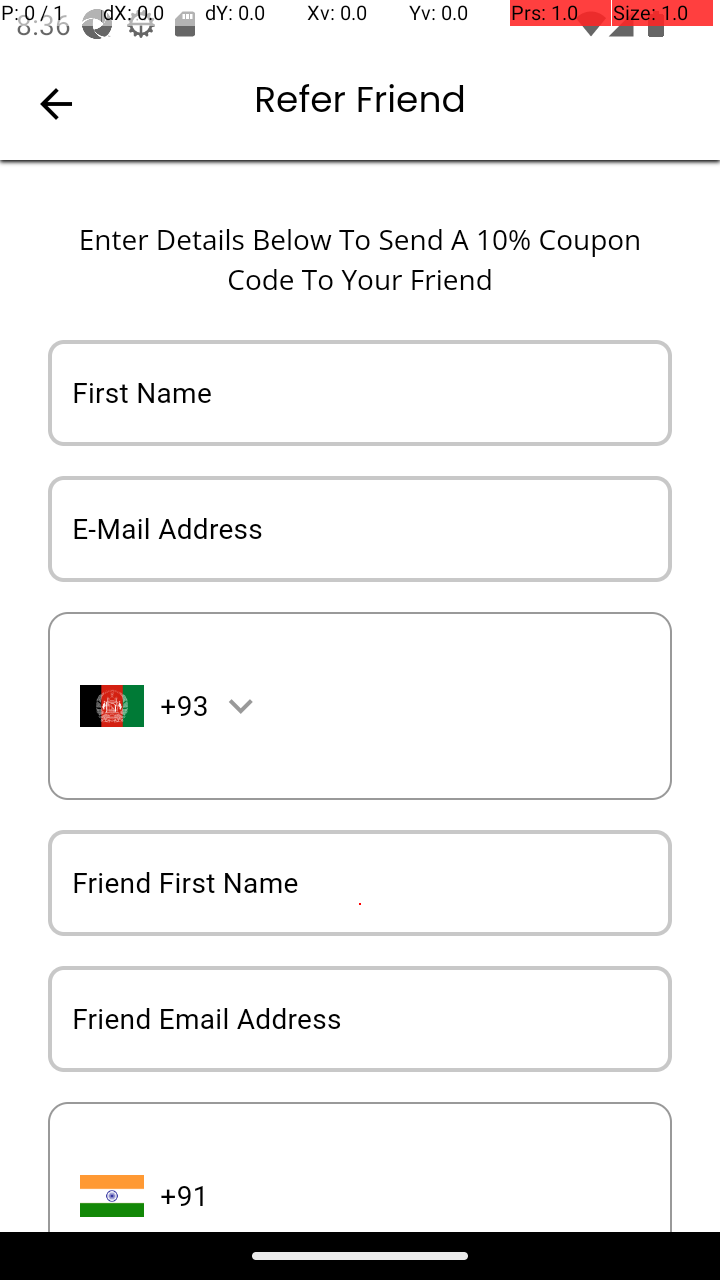 P: 0 / 1 dX: 0.0 dY: 0.0 Xv: 0.0 Yv: 0.0 Prs: 1.0 Size: 1.0
8:36
Refer Friend
Enter Details Below To Send A 10% Coupon
Code To Your Friend
First Name
E-Mail Address
+93
Friend First Name
Friend Email Address
+91